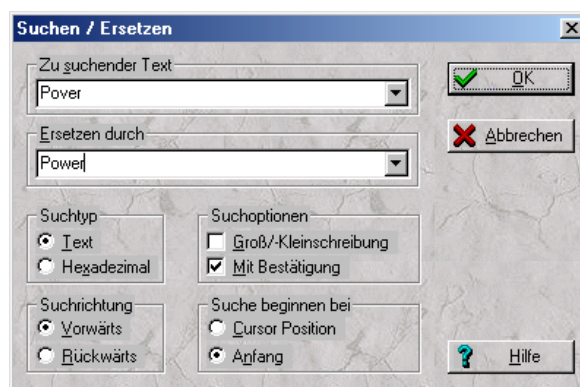 Suchen / Ersetzen
Zu suchender Text
Pover
Ersetzen durch
Power
OK
Abbrechen
Suchtyp
Text
Hexadezimal
Suchoptionen
Groß/-Kleinschreibung
Mit Bestätigung
Suchrichtung
Vorwärts
Rückwärts
Suche beginnen bei
Cursor Position
Anfang
Hilfe